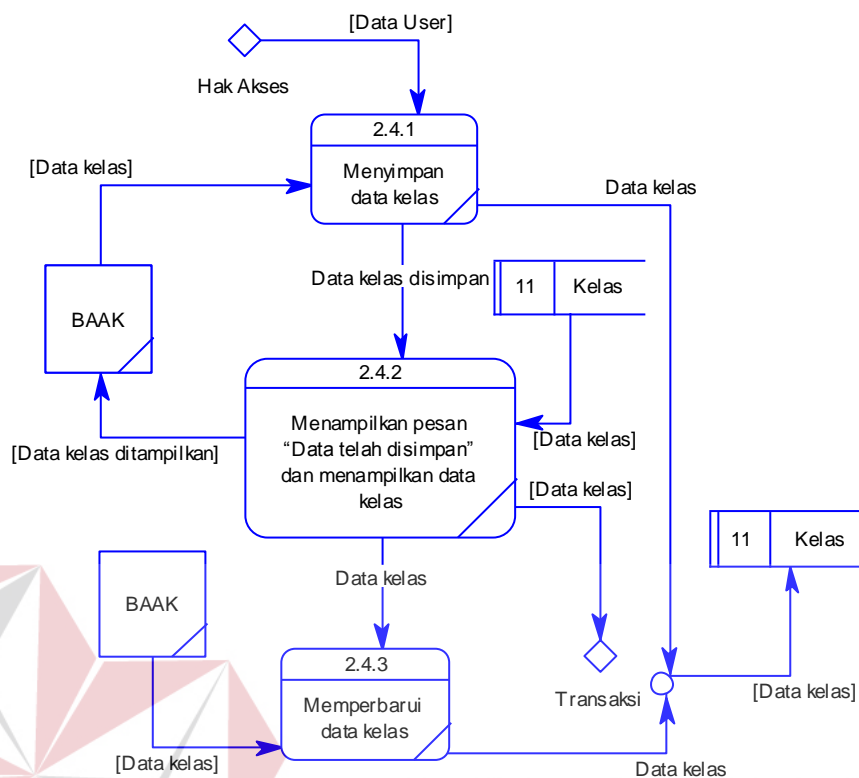 [Data User]
Hak Akses
2.4.1
Menyimpan
data kelas
[Data kelas]
Data kelas
Data kelas disimpan
11 Kelas
BAAK
2.4.2
Menampilkan pesan
“Data telah disimpan”
dan menampilkan data
kelas
[Data kelas]
[Data kelas ditampilkan]
[Data kelas]
11 Kelas
Data kelas
BAAK
2.4.3
Memperbarui
data kelas
Transaksi
[Data kelas]
[Data kelas]
Data kelas